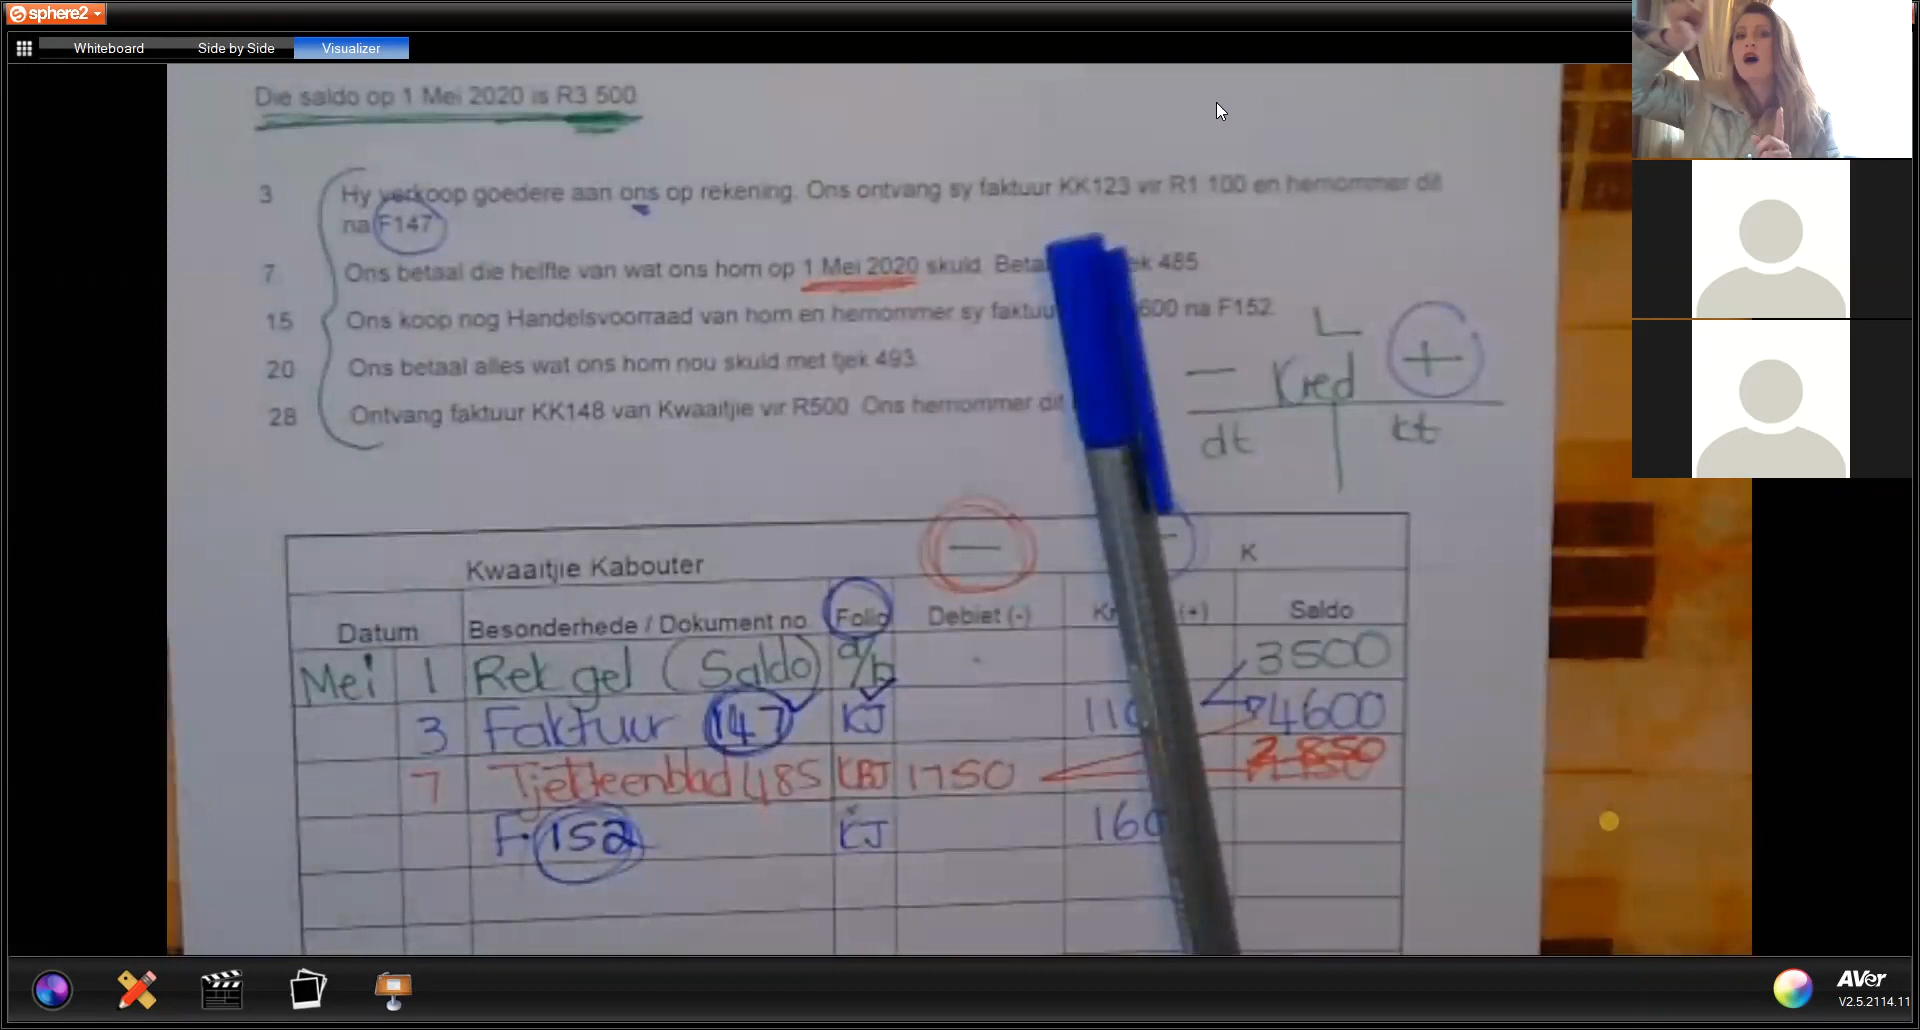 sphere2
Whiteboard Side by Side Visualizer
Die saldo op 1 Mei 2020 is R3 500
3 Hy verkoop goedere aan ons op rekening. Ons ontvang sy faktuur KK123 vir R1 100 en hernommer dit
na F147
7 Ons betaal die helfte van wat ons hom op 1 Mei 2020 skuld. 485
15 Ons koop nog Handelsvoorraad van hom en hernommer sy 600 na F152
20 Ons betaal alles wat ons hom nou skuld met tjek 493
28 Ontvang faktuur KK148 van Kwaaitjie vir R500 Ons hernommer dit
L
— Kred +
dt kt
Kwaaitjie Kabouter — K
Datum Besonderhede / Dokument no Folio Debiet (-) (+) Saldo
Mei 1 Rek gel (Saldo) a/b 3500
3 Faktuur 147 KJ 4600
7 Tjekteenblad 485 KBJ 1750 2850
F 152 KJ
AVer
V2.5.2114.11